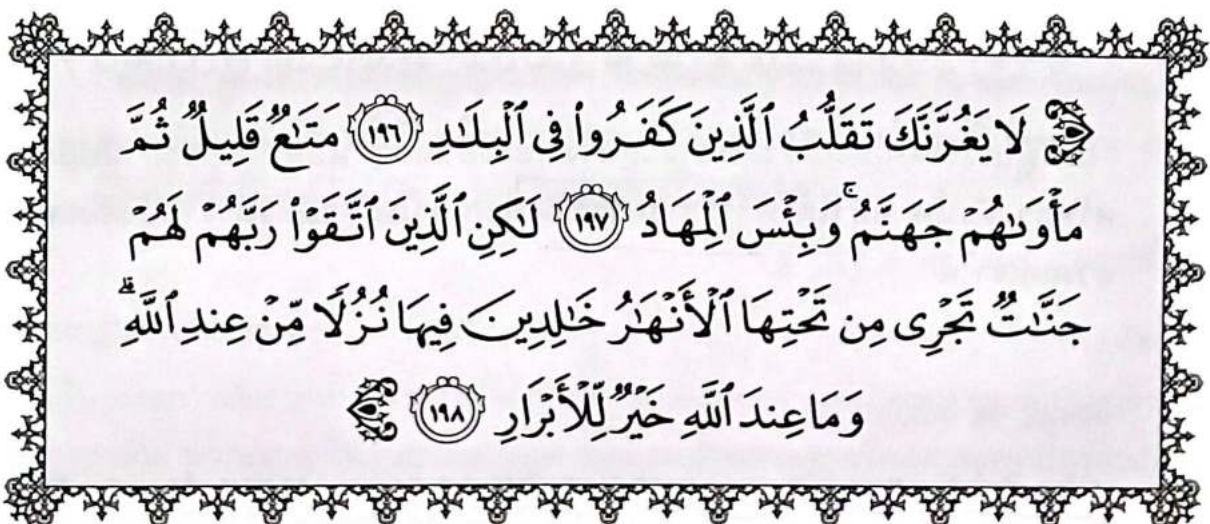 لَا يَغُرَّنَّكَ تَقَلُّبُ ٱلَّذِينَ كَفَرُوا۟ فِى ٱلْبِلَٰدِ ١٩٦ مَتَٰعٌ قَلِيلٌ ثُمَّ
مَأْوَىٰهُمْ جَهَنَّمُ ۚ وَبِئْسَ ٱلْمِهَادُ ١٩٧ لَٰكِنِ ٱلَّذِينَ ٱتَّقَوْا۟ رَبَّهُمْ لَهُمْ
جَنَّٰتٌ تَجْرِى مِن تَحْتِهَا ٱلْأَنْهَٰرُ خَٰلِدِينَ فِيهَا نُزُلًا مِّنْ عِندِ ٱللَّهِ ۗ
وَمَا عِندَ ٱللَّهِ خَيْرٌ لِّلْأَبْرَارِ ١٩٨